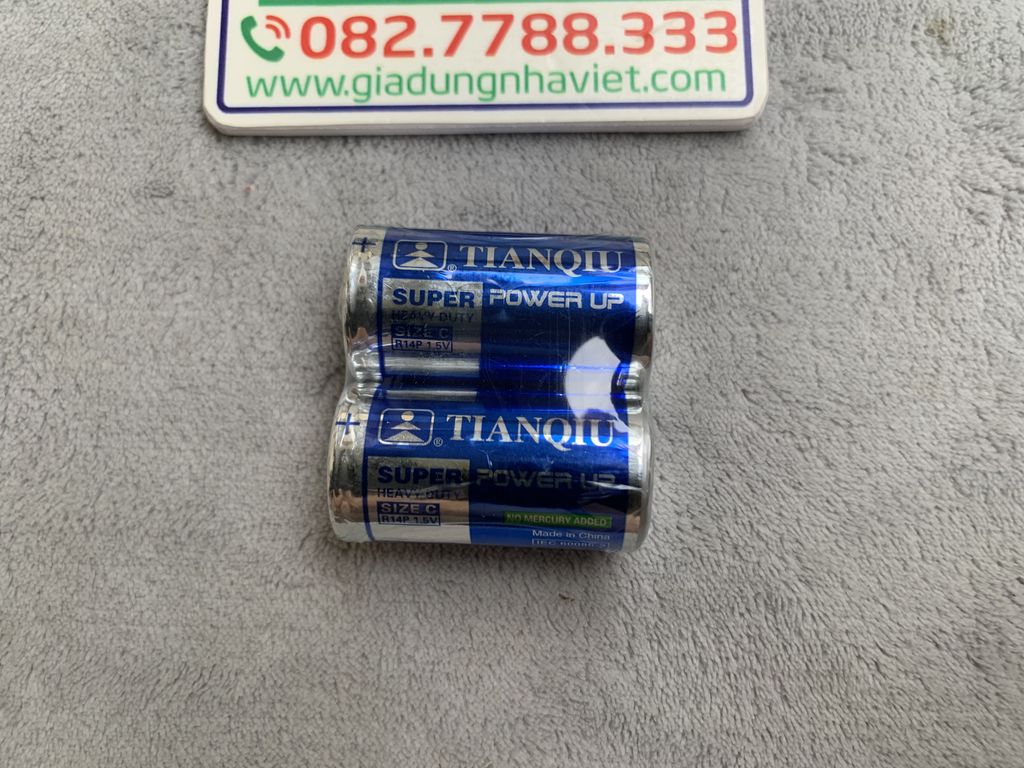 082.7788.333
www.giadungnhaviet.com
+ TIANQIU
®
SUPER POWER UP
HEAVY DUTY
SIZE C
R14P 1.5V
+ TIANQIU
®
SUPER POWER UP
HEAVY DUTY
SIZE C
R14P 1.5V
NO MERCURY ADDED
Made in China